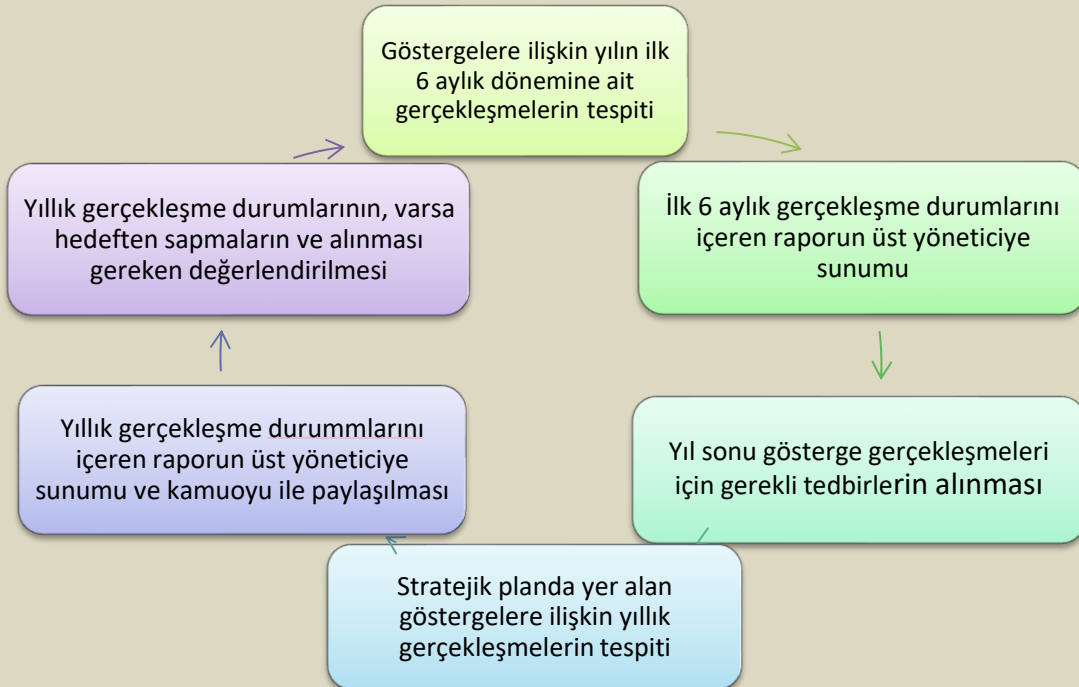 Göstergelere ilişkin yılın ilk
6 aylık dönemine ait
gerçekleşmelerin tespiti
İlk 6 aylık gerçekleşme durumlarını
içeren raporun üst yöneticiye
sunumu
Yıl sonu gösterge gerçekleşmeleri
için gerekli tedbirlerin alınması
Stratejik planda yer alan
göstergelere ilişkin yıllık
gerçekleşmelerin tespiti
Yıllık gerçekleşme durummlarını
içeren raporun üst yöneticiye
sunumu ve kamuoyu ile paylaşılması
Yıllık gerçekleşme durumlarının, varsa
hedeften sapmaların ve alınması
gereken değerlendirilmesi